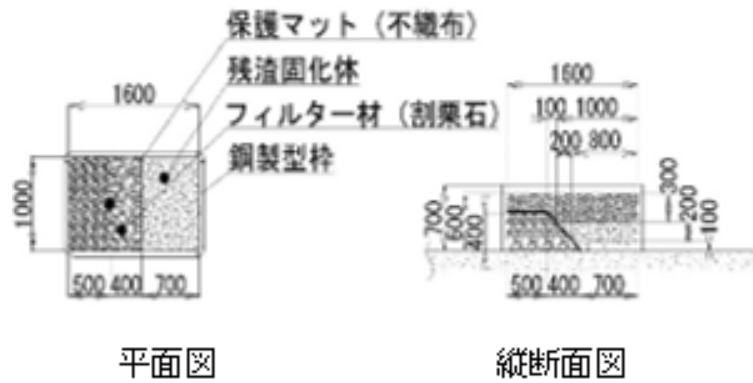 保護マット（不織布）
残渣固化体
フィルター材（割栗石）
鋼製型枠
1600
1000
500 400 700
平面図
1600
100 1000
200 800
700
600
400
300
200
100
500 400 700
縦断面図